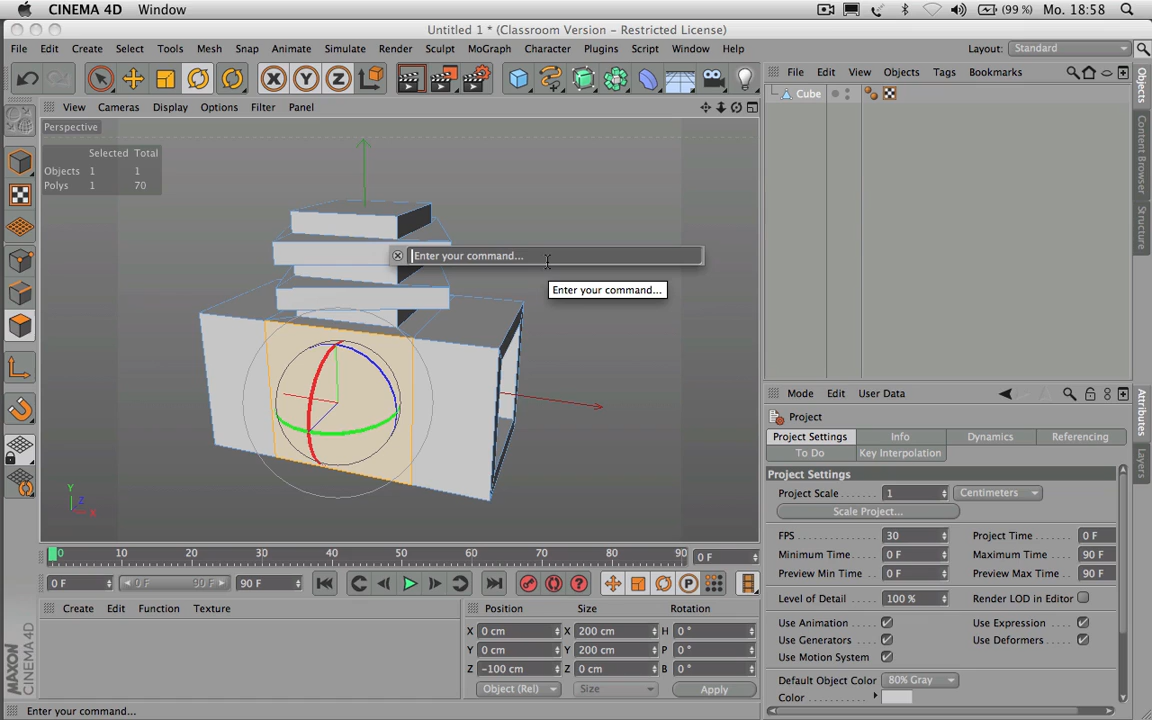 CINEMA 4D Window
(99 %) Mo. 18:58
Untitled 1 * (Classroom Version - Restricted License)
File Edit Create Select Tools Mesh Snap Animate Simulate Render Sculpt MoGraph Character Plugins Script Window Help
Layout: Standard
X Y Z
File Edit View Objects Tags Bookmarks
Cube
Objects
Content Browser
Structure
View Cameras Display Options Filter Panel
Perspective
Selected Total
Objects 1 1
Polys 1 70
Enter your command...
Enter your command...
Y
Z
X
Mode Edit User Data
Attributes
Layers
Project
Project Settings Info Dynamics Referencing
To Do Key Interpolation
Project Settings
Project Scale 1 Centimeters
Scale Project...
FPS 30 Project Time 0 F
Minimum Time 0 F Maximum Time 90 F
Preview Min Time 0 F Preview Max Time 90 F
Level of Detail 100 % Render LOD in Editor
Use Animation Use Expression
Use Generators Use Deformers
Use Motion System
Default Object Color 80% Gray
Color
0 10 20 30 40 50 60 70 80 90 0 F
0 F 0 F 90 F 90 F
P
Create Edit Function Texture
Position Size Rotation
X 0 cm X 200 cm H 0 °
Y 0 cm Y 200 cm P 0 °
Z -100 cm Z 0 cm B 0 °
Object (Rel) Size Apply
MAXON
CINEMA 4D
Enter your command...